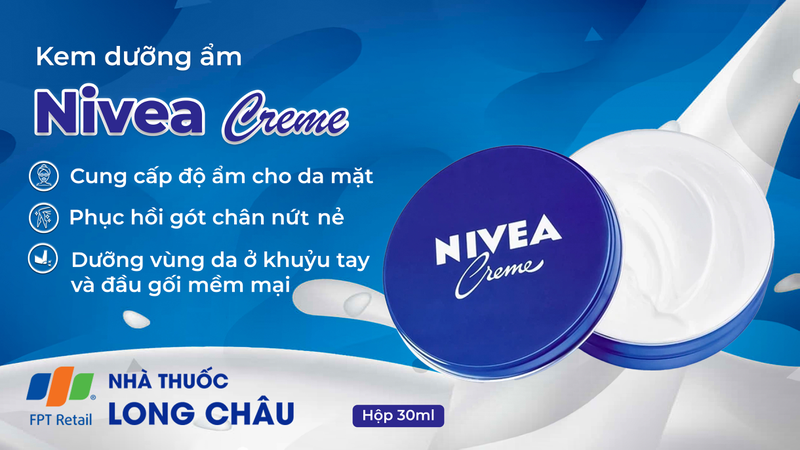 Kem dưỡng ẩm
Nivea Creme
Cung cấp độ ẩm cho da mặt
Phục hồi gót chân nứt nẻ
Dưỡng vùng da ở khuỷu tay
và đầu gối mềm mại
NIVEA
Creme
FPT Retail
NHÀ THUỐC
LONG CHÂU
Hộp 30ml